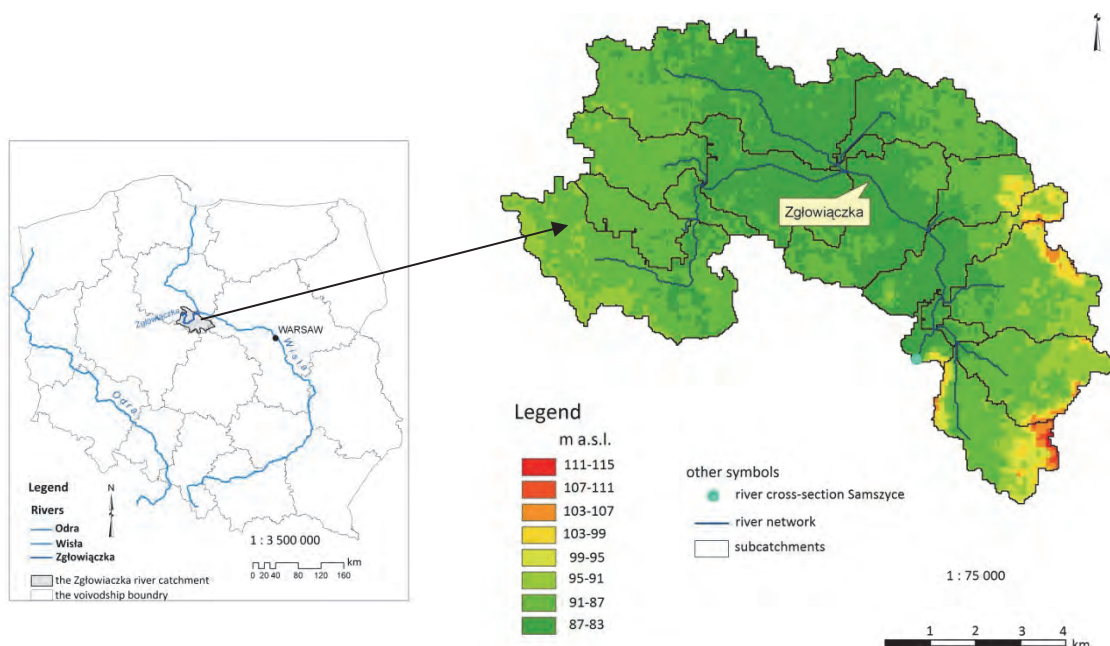 Zgłowiączka
WARSAW
Wisła
Odra
Legend
N
Rivers
Odra
Wisła
Zgłowiączka
the Zgłowiaczka river catchment
the voivodship boundry
1 : 3 500 000
km
0 20 40 80 120 160
Zgłowiączka
Legend
m a.s.l.
111-115
107-111
103-107
103-99
99-95
95-91
91-87
87-83
other symbols
river cross-section Samszyce
river network
subcatchments
1 : 75 000
1 2 3 4
km